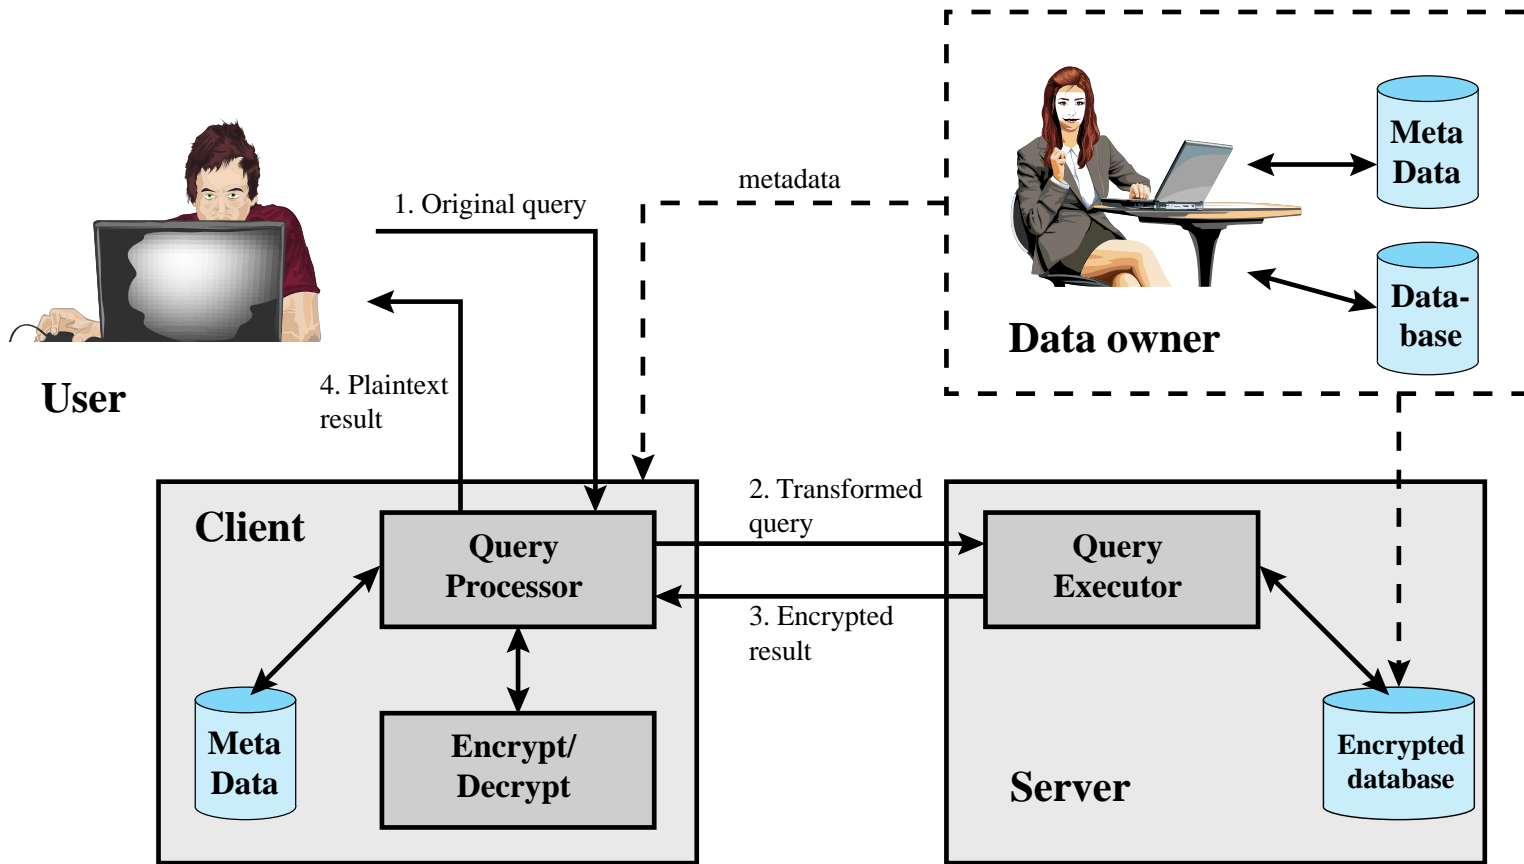 Meta
Data
metadata
1. Original query
Data-
base
Data owner
4. Plaintext
result
User
2. Transformed
query
Client
Query
Processor
Query
Executor
3. Encrypted
result
Meta
Data
Encrypt/
Decrypt
Encrypted
database
Server